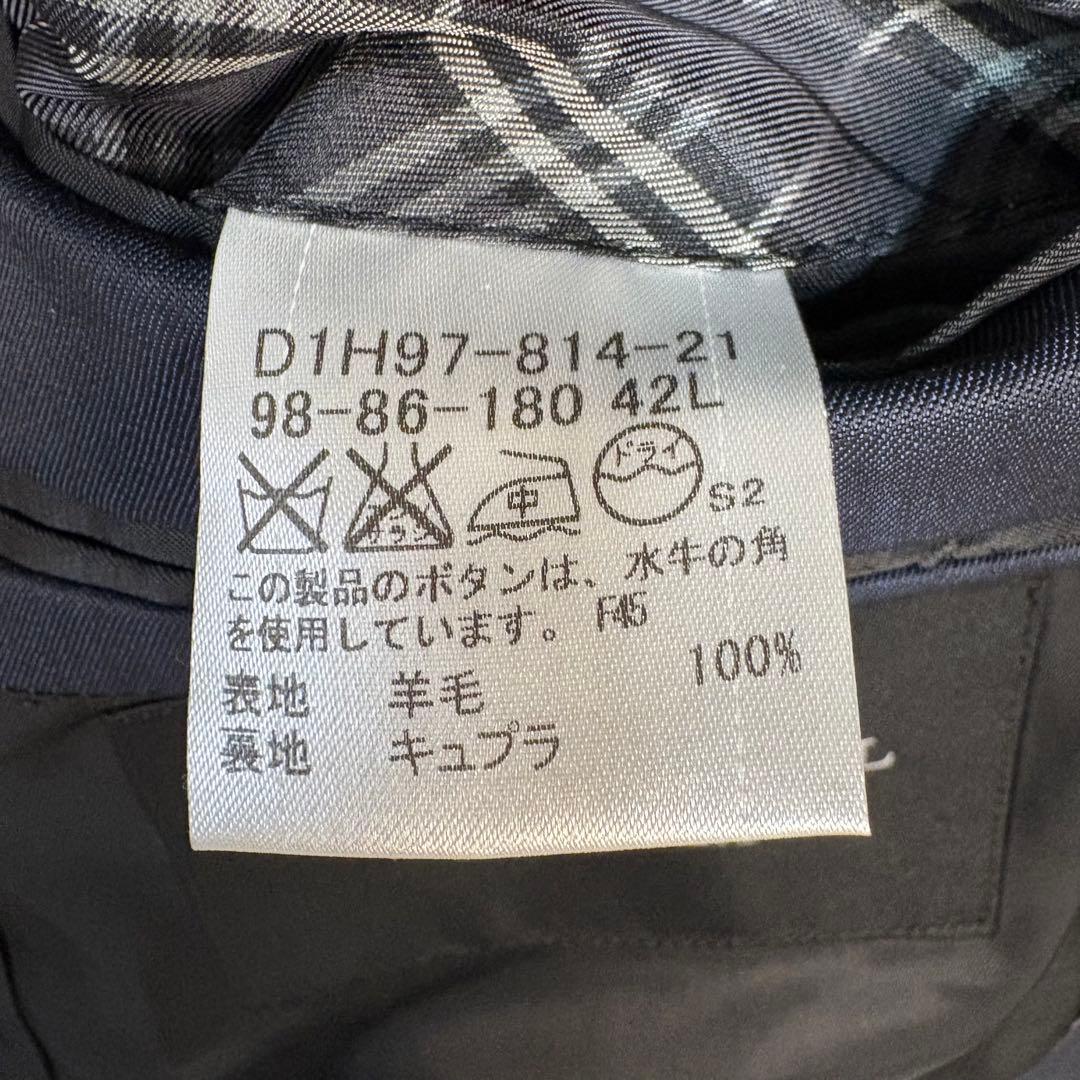 D1H97-814-21
98-86-180 42L
中 ドライ S2
この製品のボタンは、水牛の角
を使用しています。 F45
表地 羊毛 100%
裏地 キュプラ